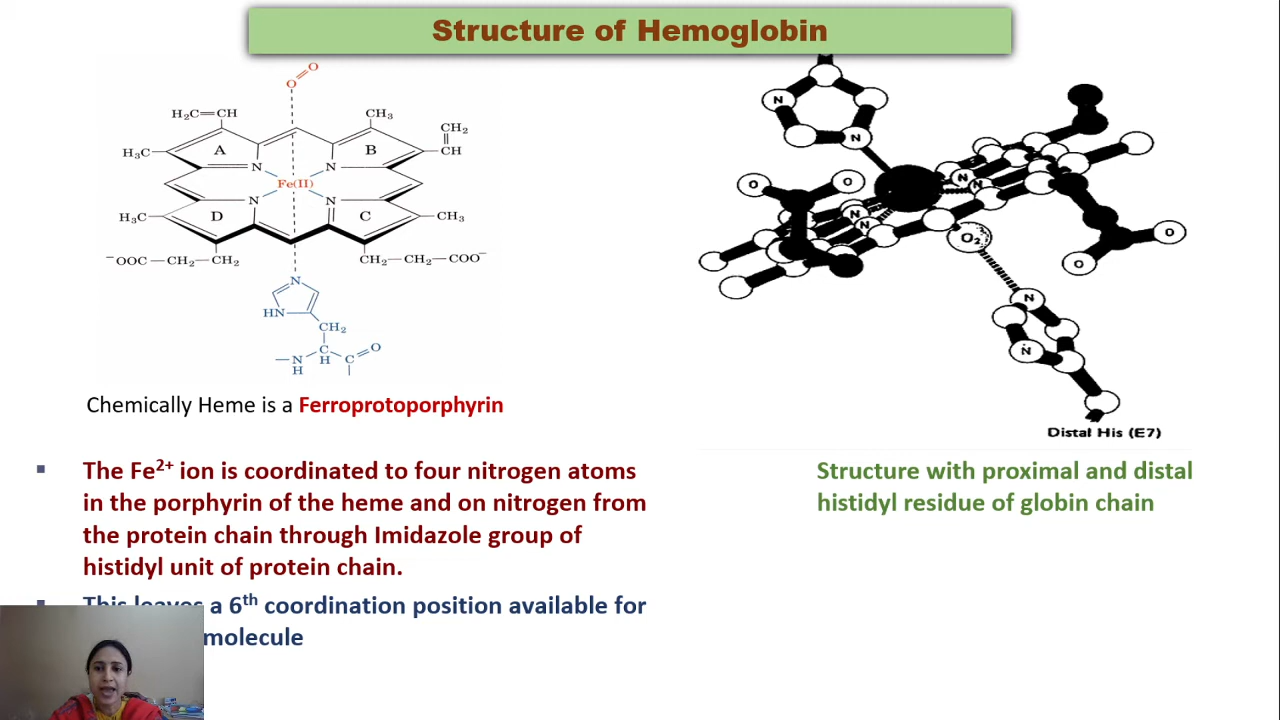 Structure of Hemoglobin
O
O
H₂C=CH
CH₃
CH₂
H₃C
A
B
CH
N
N
Fe(II)
N
N
H₃C
D
C
CH₃
⁻OOC—CH₂—CH₂
CH₂—CH₂—COO⁻
N
HN
CH₂
C
O
N
H
C
H
N
N
O
O
N
N
N
N
O₂
O
O
N
N
Distal His (E7)
Chemically Heme is a Ferroprotoporphyrin
▪ The Fe²⁺ ion is coordinated to four nitrogen atoms
in the porphyrin of the heme and on nitrogen from
the protein chain through Imidazole group of
histidyl unit of protein chain.
▪ This leaves a 6ᵗʰ coordination position available for
molecule
Structure with proximal and distal
histidyl residue of globin chain